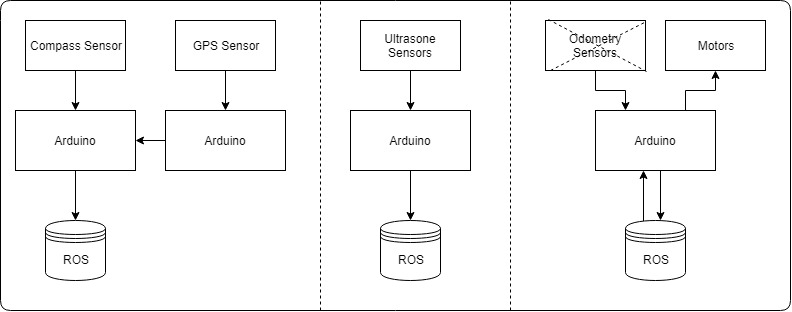 Compass Sensor
GPS Sensor
Ultrasone
Sensors
Odometry
Sensors
Motors
Arduino
Arduino
Arduino
Arduino
ROS
ROS
ROS